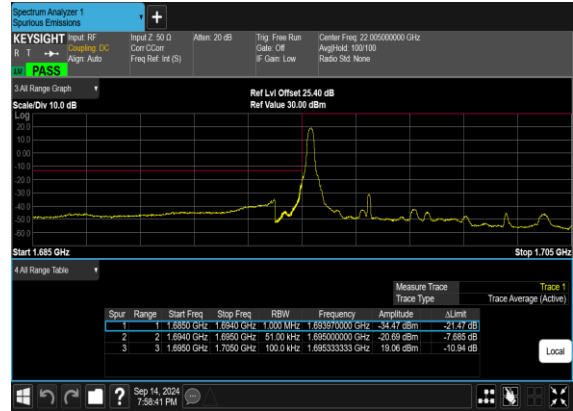 Spectrum Analyzer 1
Spurious Emissions
KEYSIGHT
R T
LXI PASS
Input: RF
Coupling: DC
Align: Auto
Input Z: 50 Ω
Corr CCorr
Freq Ref: Int (S)
Atten: 20 dB
Trig: Free Run
Gate: Off
IF Gain: Low
Center Freq: 22.005000000 GHz
Avg|Hold: 100/100
Radio Std: None
3 All Range Graph
Ref Lvl Offset 25.40 dB
Scale/Div 10.0 dB
Ref Value 30.00 dBm
Log
20.0
10.0
0.00
-10.0
-20.0
-30.0
-40.0
-50.0
-60.0
Start 1.685 GHz
Stop 1.705 GHz
4 All Range Table
Measure Trace Trace 1
Trace Type Trace Average (Active)
Spur Range Start Freq Stop Freq RBW Frequency Amplitude ΔLimit
1 1 1.6850 GHz 1.6940 GHz 1.000 MHz 1.693970000 GHz -34.47 dBm -21.47 dB
2 2 1.6940 GHz 1.6950 GHz 51.00 kHz 1.695000000 GHz -20.69 dBm -7.685 dB
3 3 1.6950 GHz 1.7050 GHz 100.0 kHz 1.695333333 GHz 19.06 dBm -10.94 dB
Local
?
Sep 14, 2024
7:58:41 PM